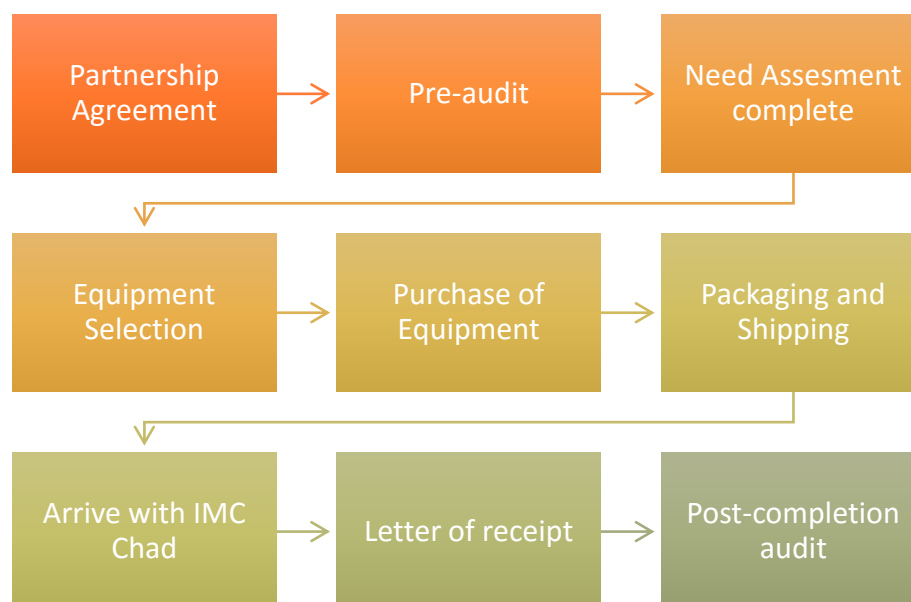 Partnership
Agreement
Pre-audit
Need Assesment
complete
Equipment
Selection
Purchase of
Equipment
Packaging and
Shipping
Arrive with IMC
Chad
Letter of receipt
Post-completion
audit